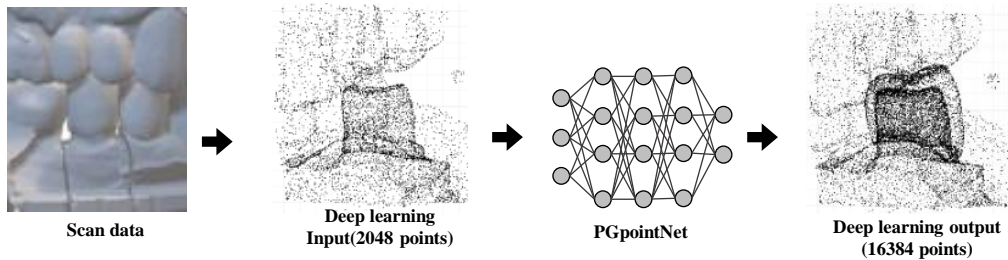 Scan data
Deep learning
Input(2048 points)
PGpointNet
Deep learning output
(16384 points)